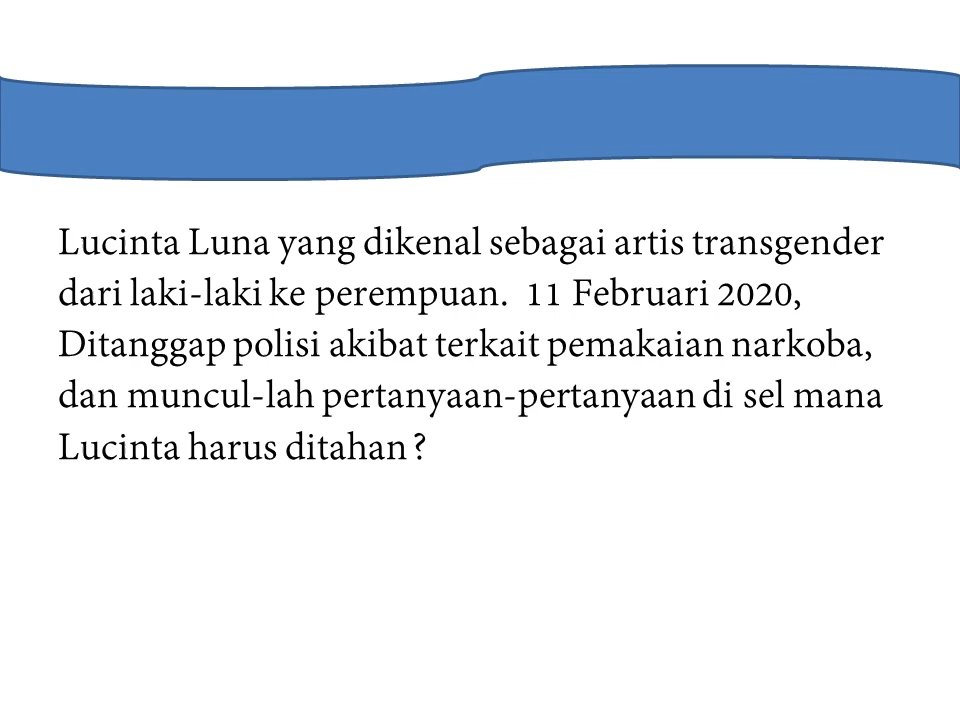 Lucinta Luna yang dikenal sebagai artis transgender
dari laki-laki ke perempuan.  11 Februari 2020,
Ditanggap polisi akibat terkait pemakaian narkoba,
dan muncul-lah pertanyaan-pertanyaan di sel mana
Lucinta harus ditahan ?